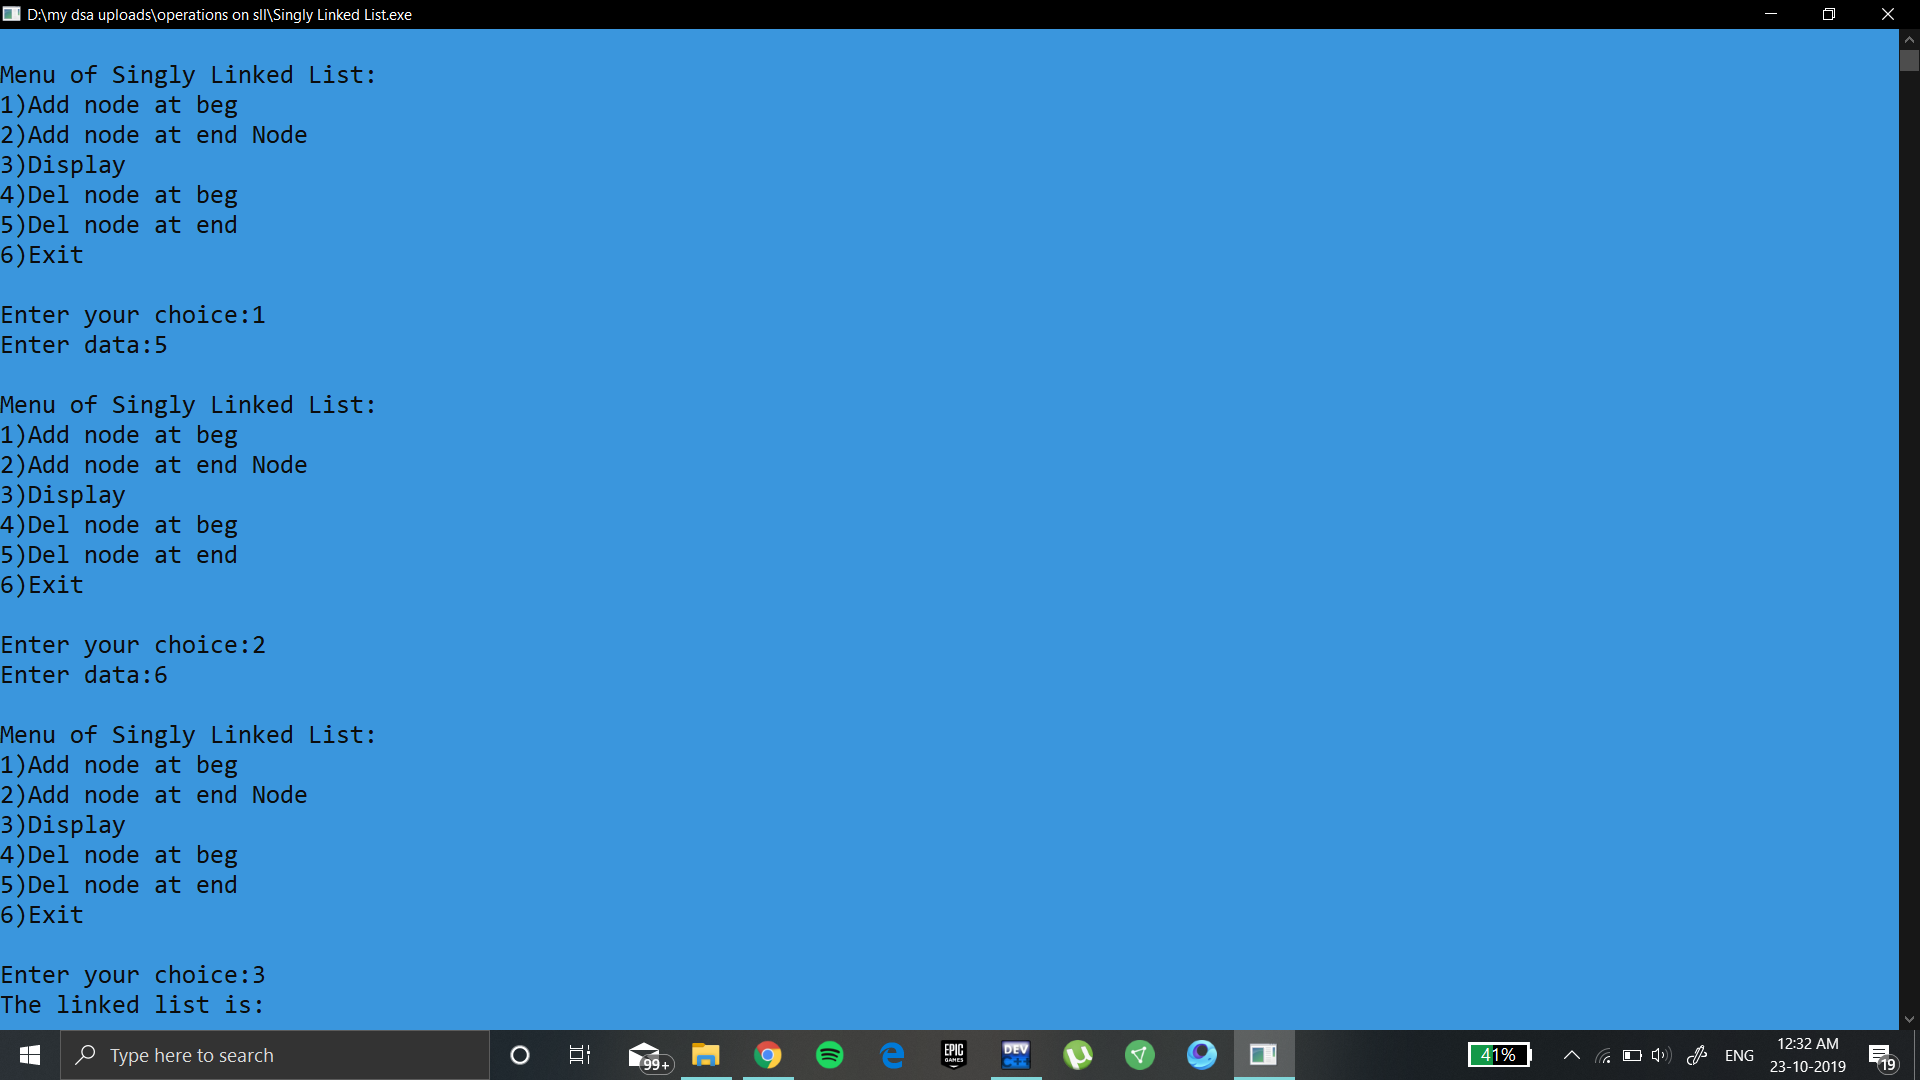 D:\my dsa uploads\operations on sll\Singly Linked List.exe
Menu of Singly Linked List:
1)Add node at beg
2)Add node at end Node
3)Display
4)Del node at beg
5)Del node at end
6)Exit
Enter your choice:1
Enter data:5
Menu of Singly Linked List:
1)Add node at beg
2)Add node at end Node
3)Display
4)Del node at beg
5)Del node at end
6)Exit
Enter your choice:2
Enter data:6
Menu of Singly Linked List:
1)Add node at beg
2)Add node at end Node
3)Display
4)Del node at beg
5)Del node at end
6)Exit
Enter your choice:3
The linked list is:
Type here to search
99+
EPIC
GAMES
DEV
C++
41%
ENG
12:32 AM
23-10-2019
19